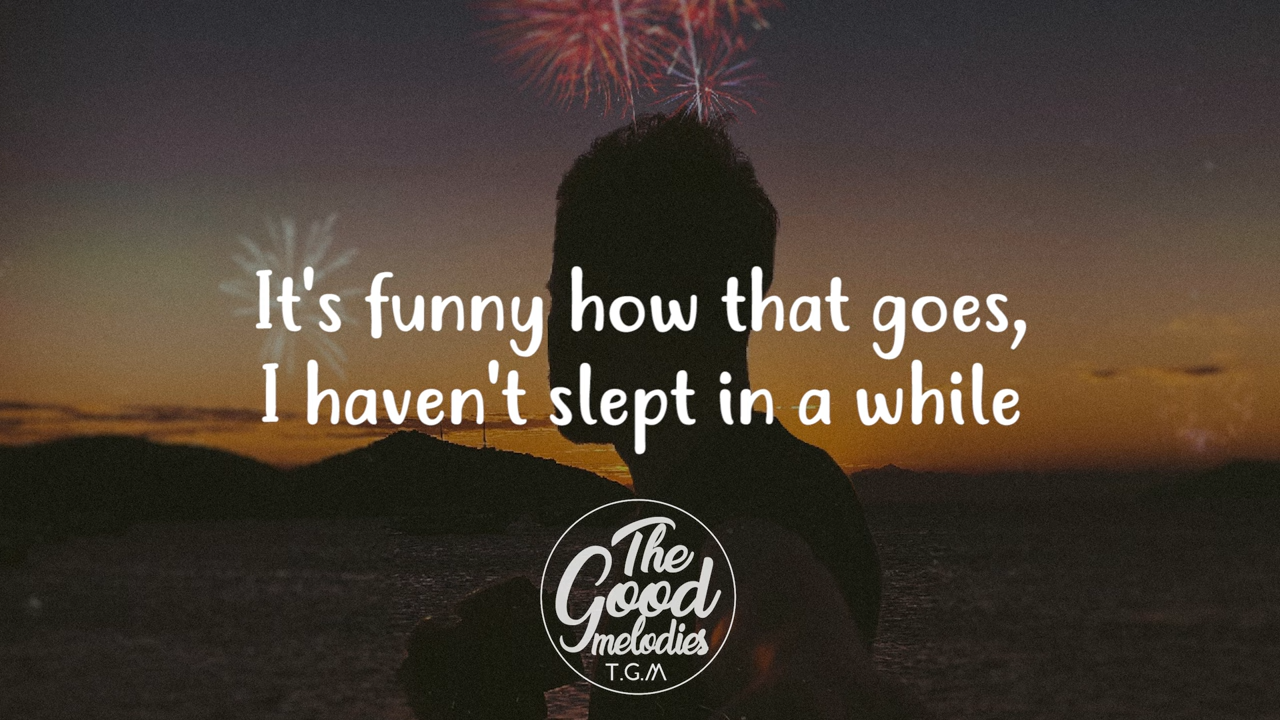 It's funny how that goes,
I haven't slept in a while
The
Good
melodies
T.G.M